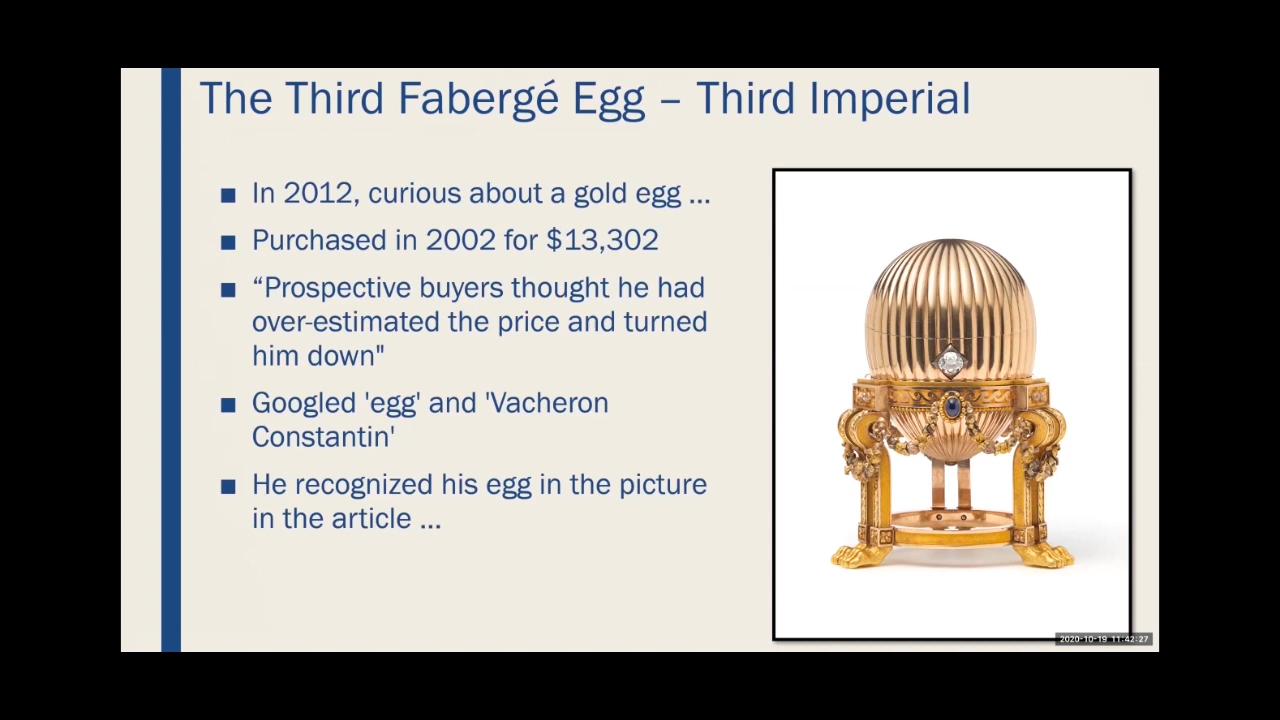 The Third Fabergé Egg – Third Imperial
■ In 2012, curious about a gold egg ...
■ Purchased in 2002 for $13,302
■ “Prospective buyers thought he had
over-estimated the price and turned
him down"
■ Googled 'egg' and 'Vacheron
Constantin'
■ He recognized his egg in the picture
in the article ...
2020-10-19 11:42:27